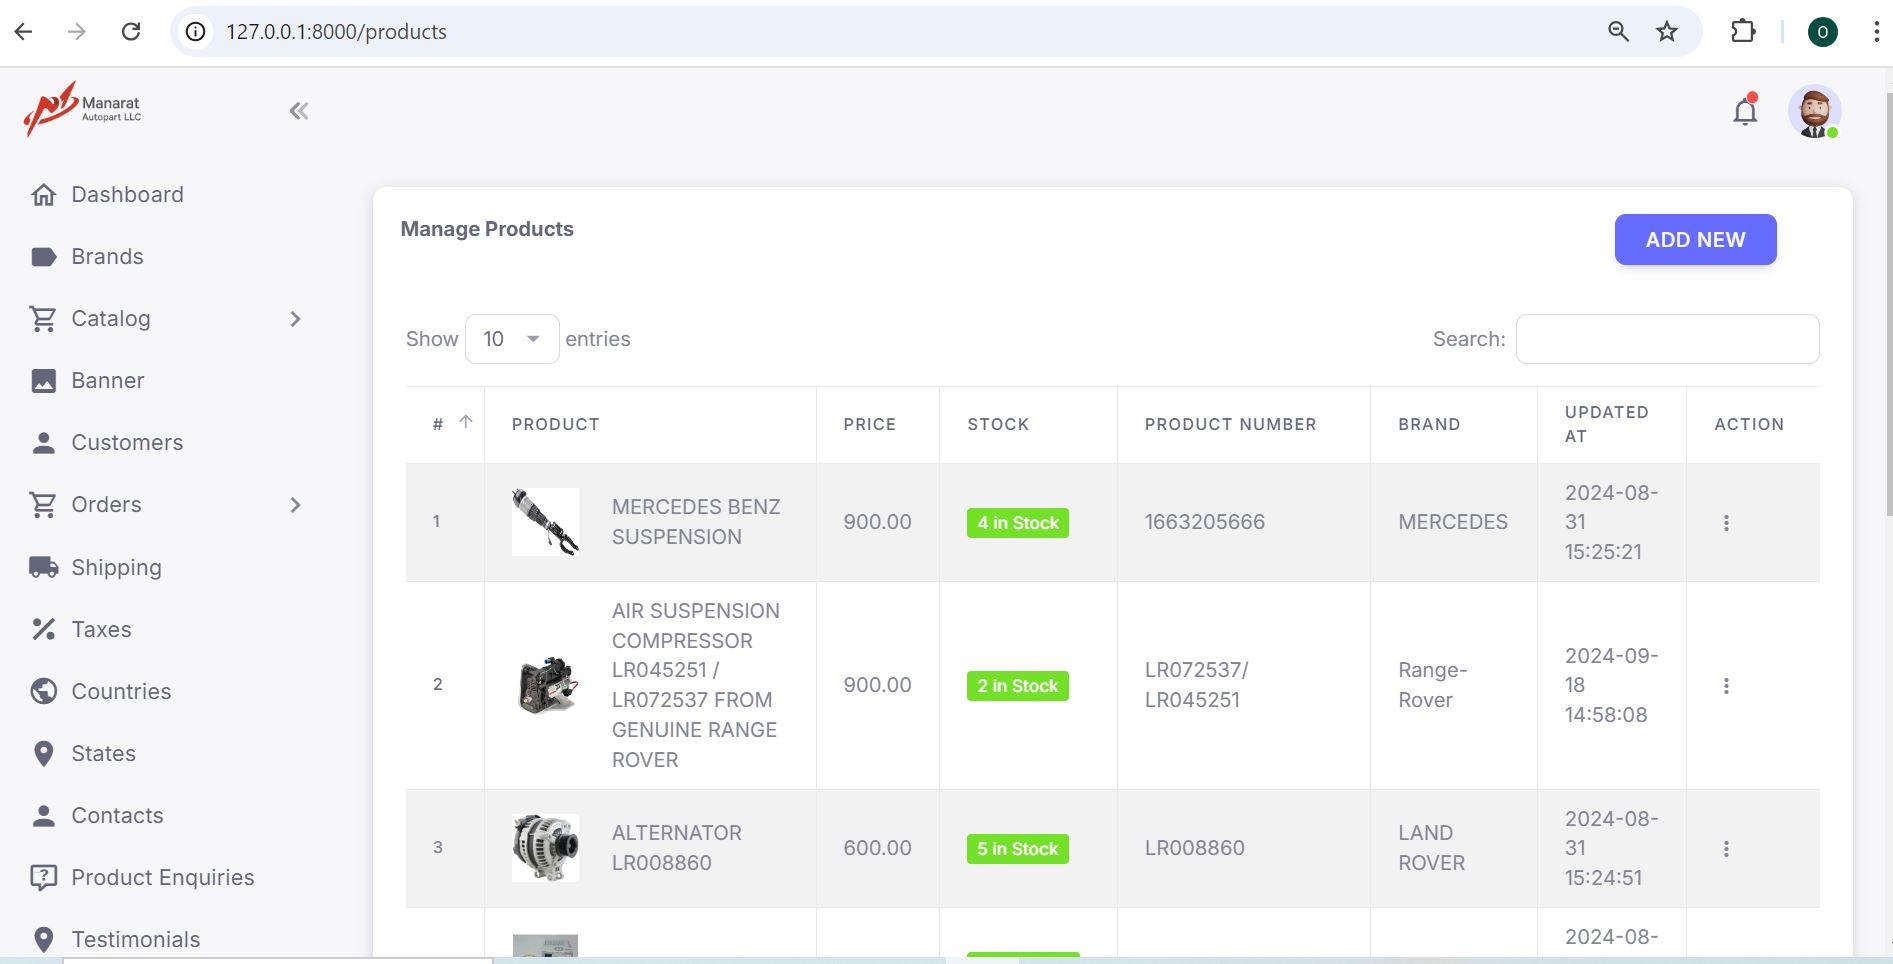 127.0.0.1:8000/products
O
Manarat
Autopart LLC
Dashboard
Brands
Catalog
Banner
Customers
Orders
Shipping
Taxes
Countries
States
Contacts
Product Enquiries
Testimonials
Manage Products
ADD NEW
Show 10 entries
Search:
# PRODUCT PRICE STOCK PRODUCT NUMBER BRAND UPDATED AT ACTION
1
MERCEDES BENZ
SUSPENSION
900.00
4 in Stock
1663205666
MERCEDES
2024-08-
31
15:25:21
2
AIR SUSPENSION
COMPRESSOR
LR045251 /
LR072537 FROM
GENUINE RANGE
ROVER
900.00
2 in Stock
LR072537/
LR045251
Range-
Rover
2024-09-
18
14:58:08
3
ALTERNATOR
LR008860
600.00
5 in Stock
LR008860
LAND
ROVER
2024-08-
31
15:24:51
2024-08-